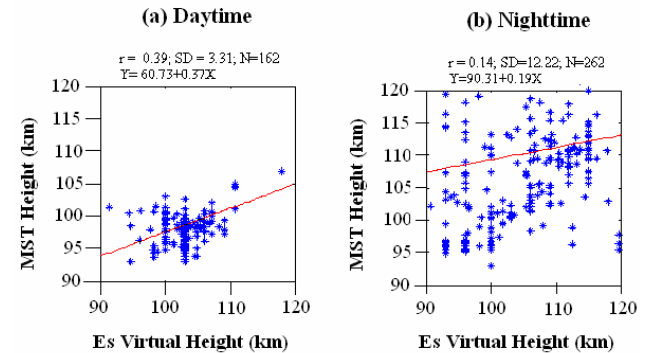 (a) Daytime
r = 0.39; SD = 3.31; N=162
Y= 60.73+0.37X
MST Height (km)
120
115
110
105
100
95
90
90 100 110 120
Es Virtual Height (km)
(b) Nighttime
r = 0.14; SD=12.22; N=262
Y=90.31+0.19X
MST Height (km)
120
115
110
105
100
95
90
90 100 110 120
Es Virtual Height (km)